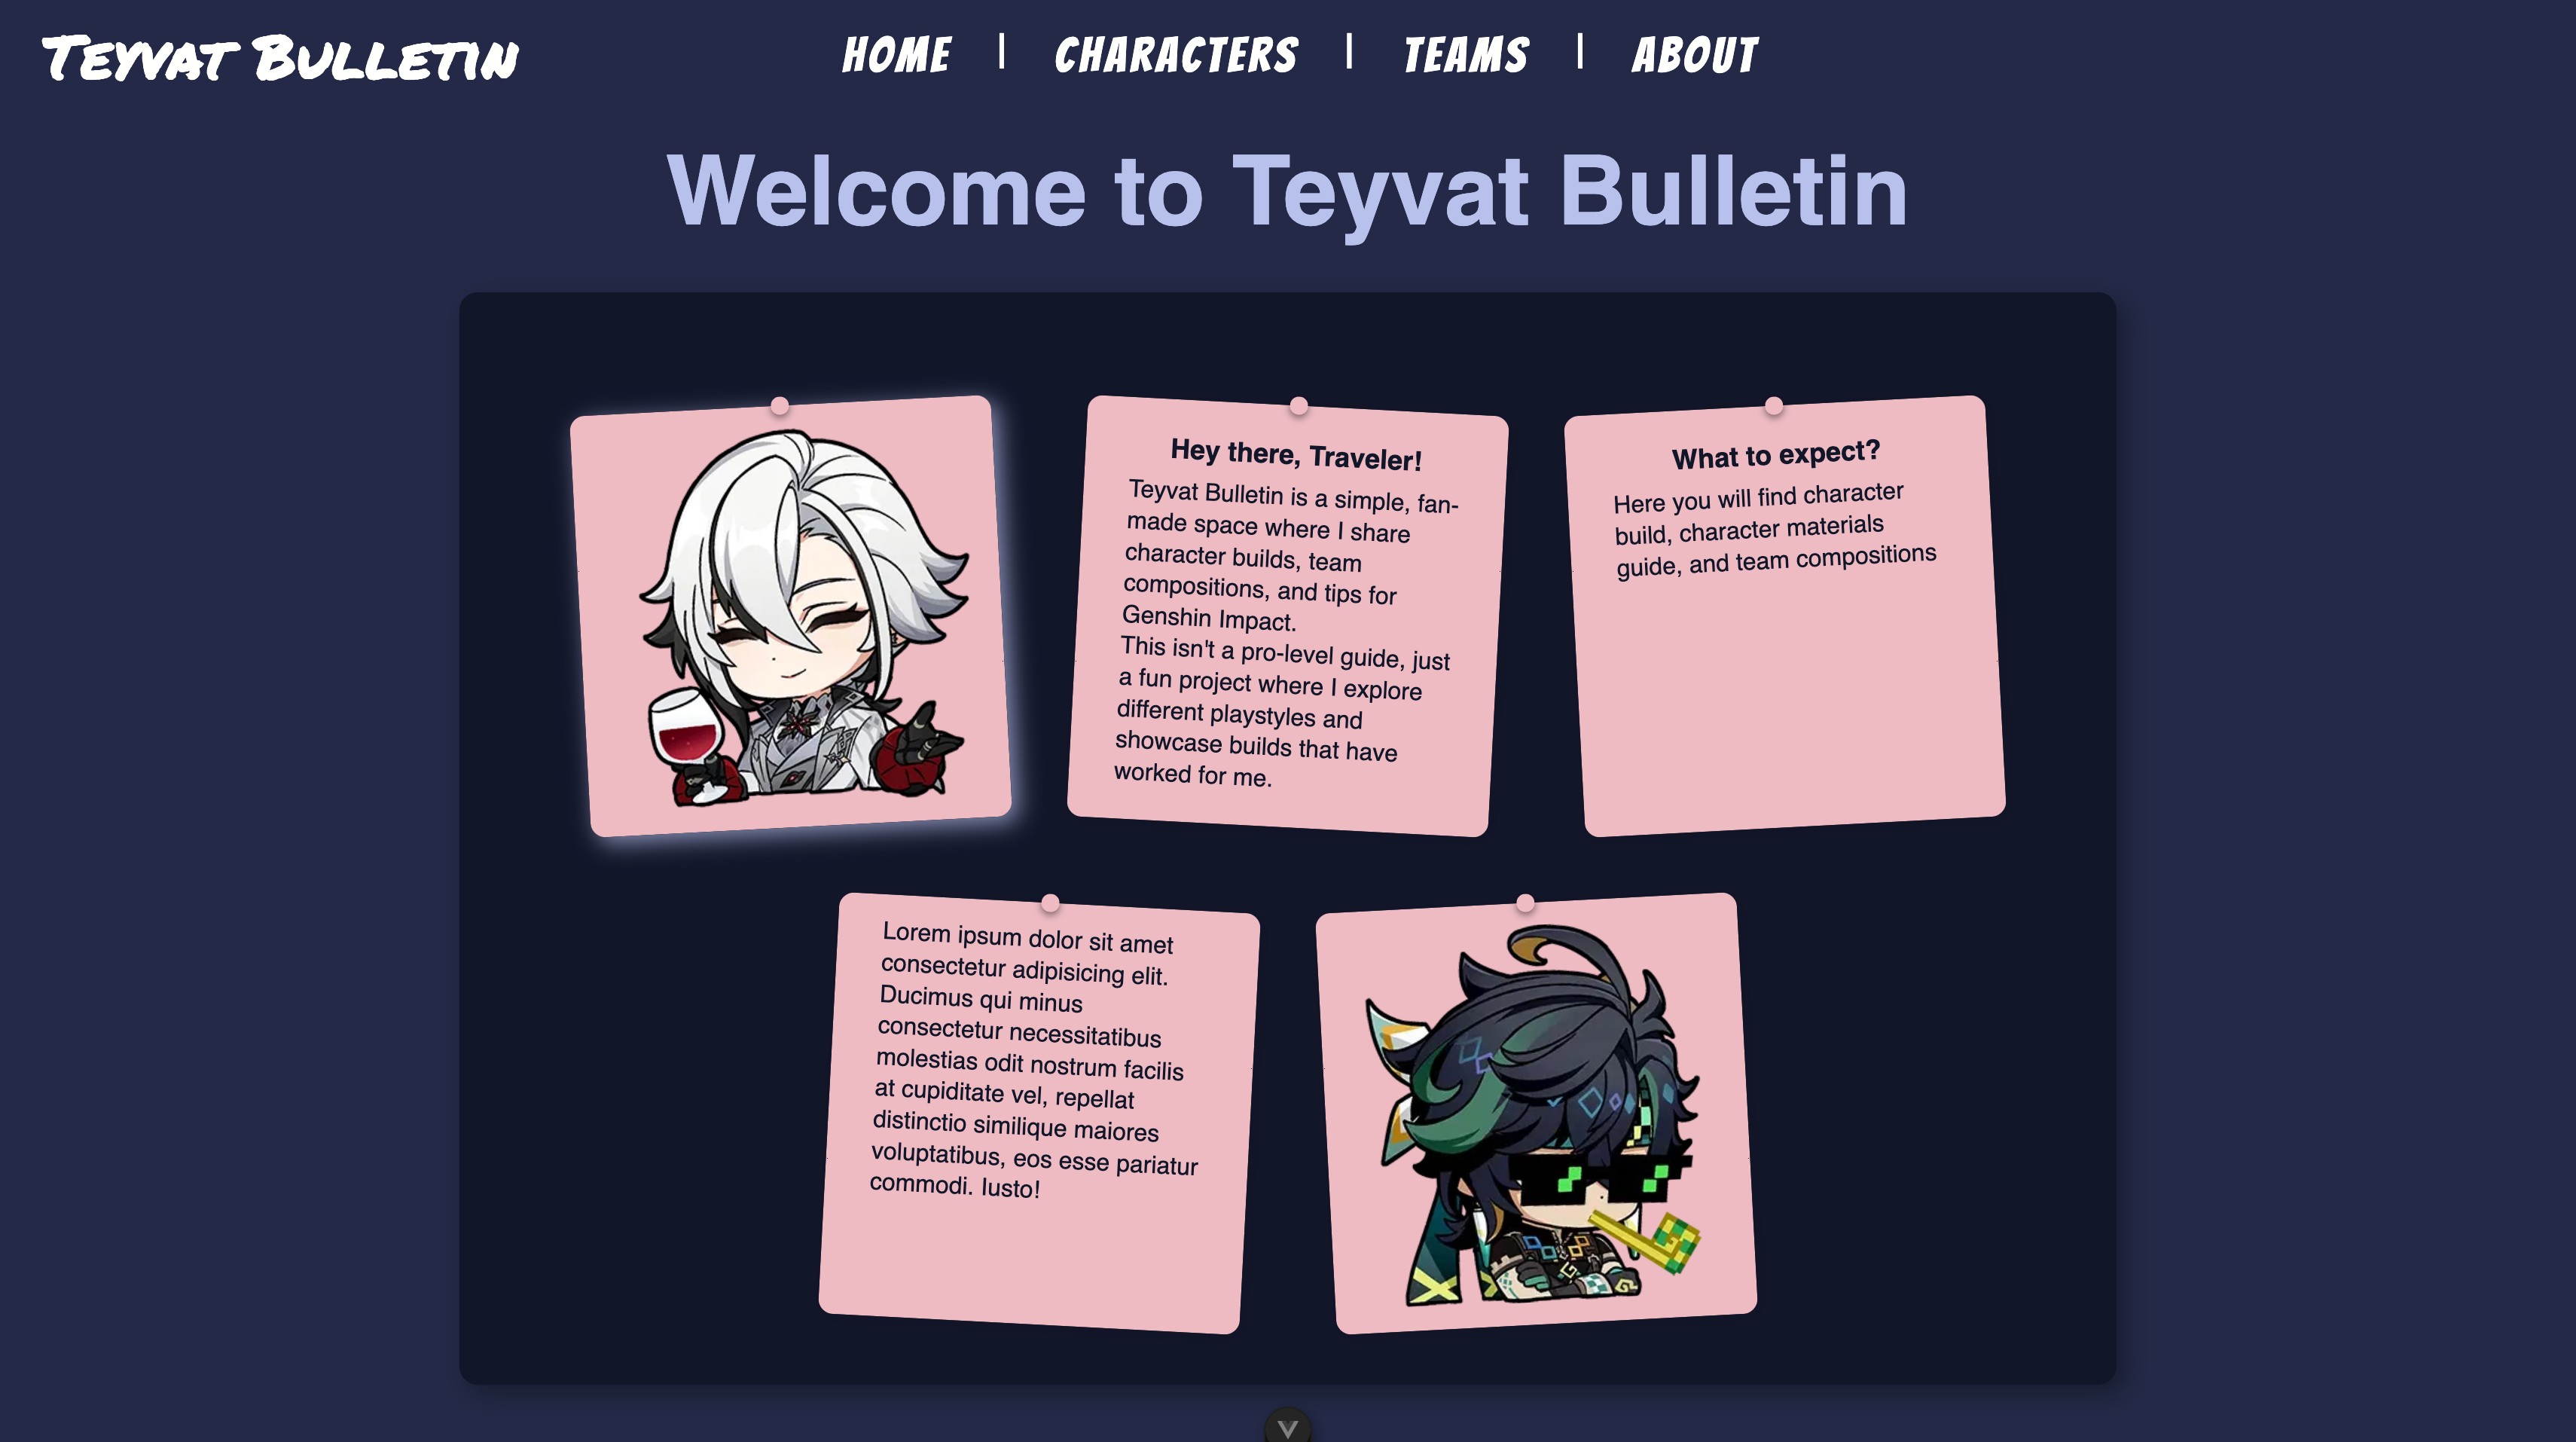 Teyvat Bulletin
HOME | CHARACTERS | TEAMS | ABOUT
Welcome to Teyvat Bulletin
Hey there, Traveler!
Teyvat Bulletin is a simple, fan-
made space where I share
character builds, team
compositions, and tips for
Genshin Impact.
This isn't a pro-level guide, just
a fun project where I explore
different playstyles and
showcase builds that have
worked for me.
What to expect?
Here you will find character
build, character materials
guide, and team compositions
Lorem ipsum dolor sit amet
consectetur adipisicing elit.
Ducimus qui minus
consectetur necessitatibus
molestias odit nostrum facilis
at cupiditate vel, repellat
distinctio similique maiores
voluptatibus, eos esse pariatur
commodi. Iusto!